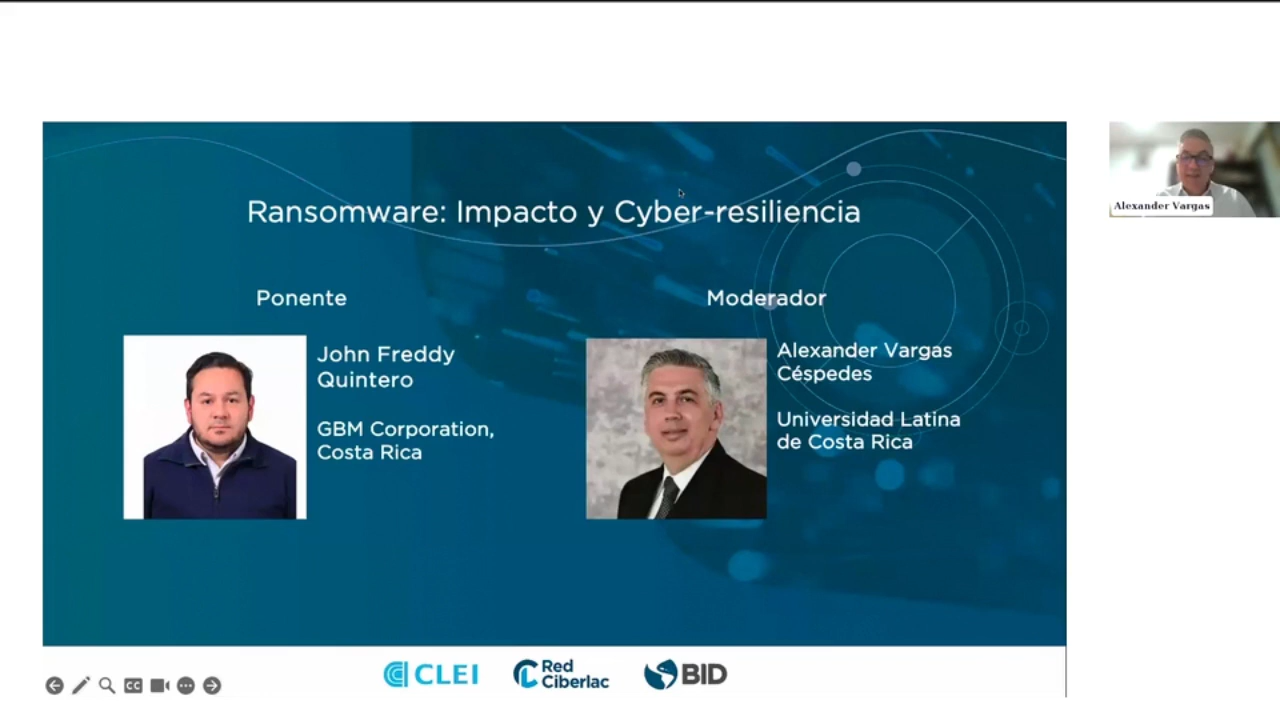 Ransomware: Impacto y Cyber-resiliencia
Ponente
John Freddy
Quintero
GBM Corporation,
Costa Rica
Moderador
Alexander Vargas
Céspedes
Universidad Latina
de Costa Rica
Alexander Vargas
CC
CLEI
Red
Ciberlac
BID